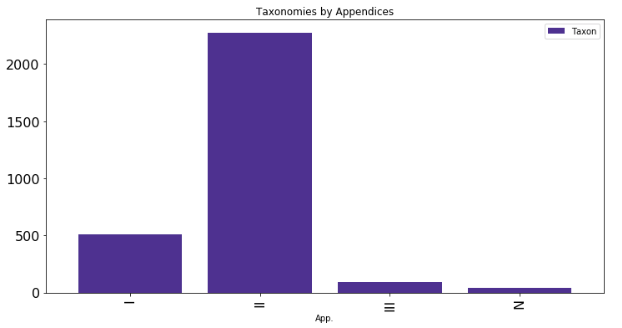 Taxonomies by Appendices
Taxon
2000
1500
1000
500
0
I
II
III
N
App.